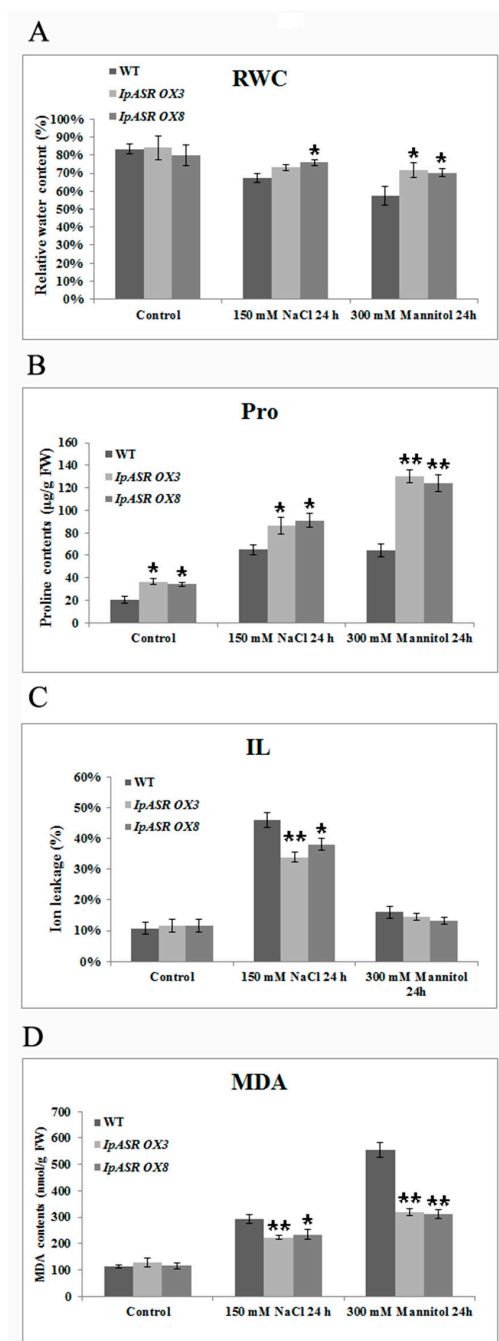 A
RWC
WT
IpASR OX3
IpASR OX8
Relative water content (%)
100%
90%
80%
70%
60%
50%
40%
30%
20%
10%
0%
*
* *
Control
150 mM NaCl 24 h
300 mM Mannitol 24h
B
Pro
WT
IpASR OX3
IpASR OX8
Proline contents (µg/g FW)
160
140
120
100
80
60
40
20
0
* *
* *
** **
Control
150 mM NaCl 24 h
300 mM Mannitol 24h
C
IL
WT
IpASR OX3
IpASR OX8
Ion leakage (%)
60%
50%
40%
30%
20%
10%
0%
** *
Control
150 mM NaCl 24 h
300 mM Mannitol
24h
D
MDA
WT
IpASR OX3
IpASR OX8
MDA contents (nmol/g FW)
700
600
500
400
300
200
100
0
** *
** **
Control
150 mM NaCl 24 h
300 mM Mannitol 24h